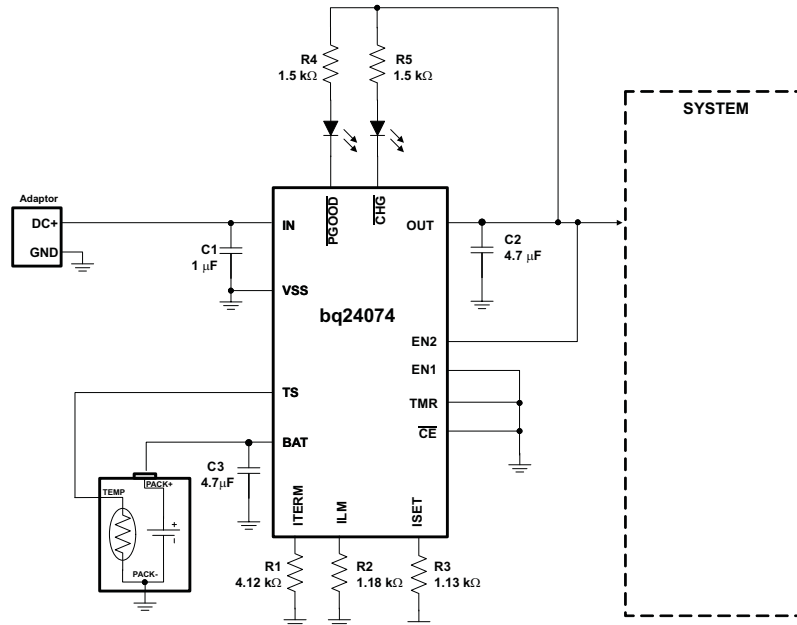 R4
1.5 kΩ
R5
1.5 kΩ
SYSTEM
Adaptor
DC+
GND
C1
1 μF
IN
PGOOD
CHG
OUT
C2
4.7 μF
VSS
bq24074
EN2
EN1
TS
TMR
CE
BAT
C3
4.7μF
TEMP
PACK+
+
−
PACK-
ITERM
ILM
ISET
R1
4.12 kΩ
R2
1.18 kΩ
R3
1.13 kΩ